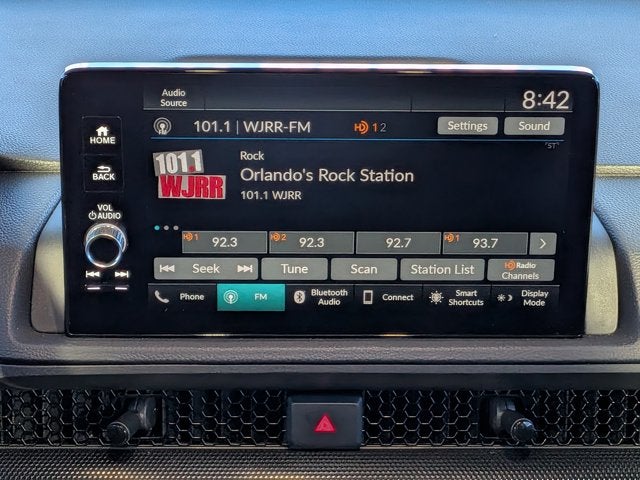 Audio
Source
8:42
HOME
BACK
VOL
AUDIO
101.1 | WJRR-FM
HD 1 2
Settings
Sound
ST
101.1
WJRR
Rock
Orlando's Rock Station
101.1 WJRR
HD 1 92.3
HD 2 92.3
92.7
HD 1 93.7
Seek
Tune
Scan
Station List
HD Radio
Channels
Phone
FM
Bluetooth
Audio
Connect
Smart
Shortcuts
Display
Mode